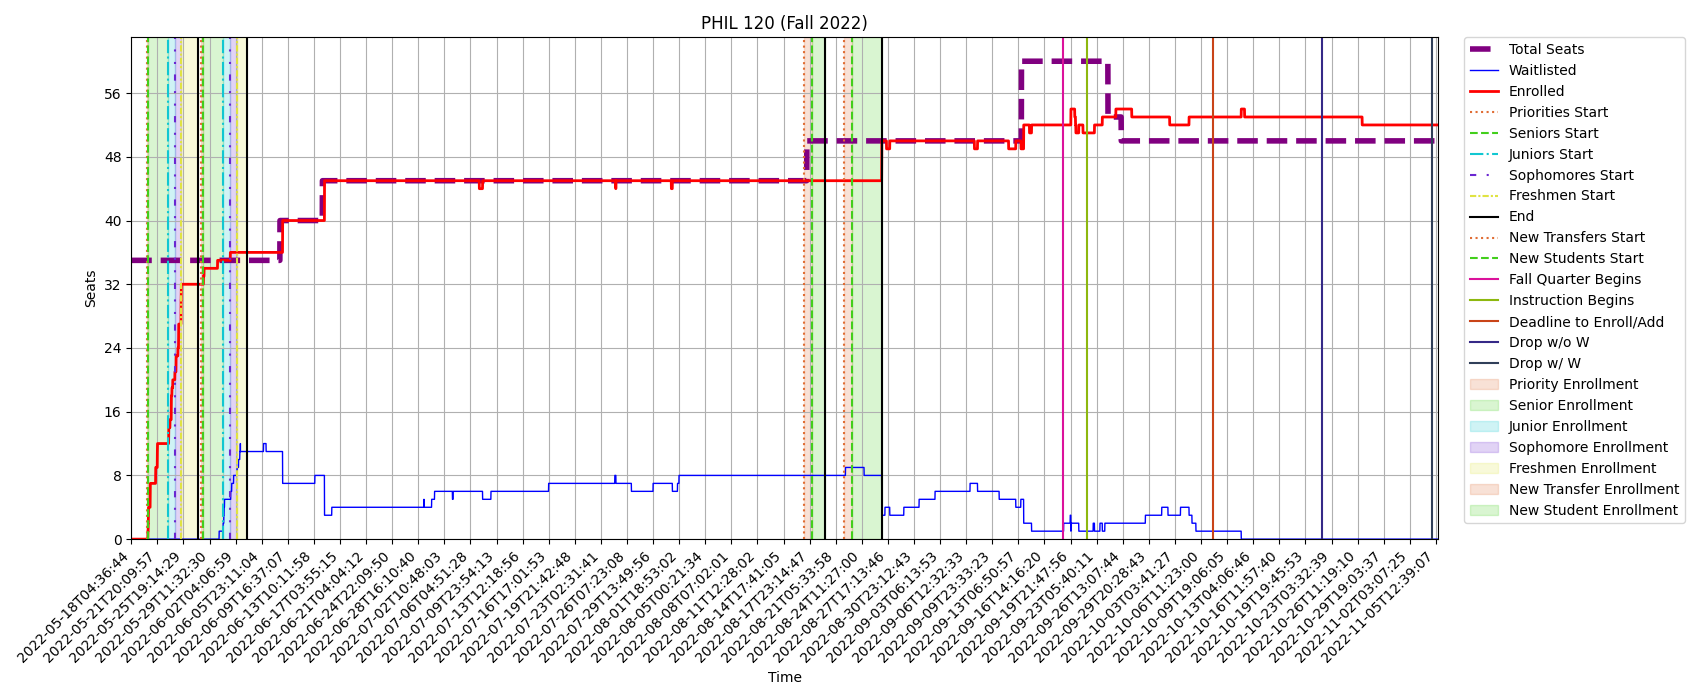 PHIL 120 (Fall 2022)
Seats
56
48
40
32
24
16
8
0
2022-05-18T04:36:44
2022-05-21T20:09:57
2022-05-25T19:14:29
2022-05-29T11:32:30
2022-06-02T04:06:59
2022-06-05T23:11:04
2022-06-09T16:37:07
2022-06-13T10:11:58
2022-06-17T03:55:15
2022-06-21T04:04:12
2022-06-24T22:09:50
2022-06-28T16:10:40
2022-07-02T10:48:03
2022-07-06T04:51:28
2022-07-09T23:54:13
2022-07-13T12:18:56
2022-07-16T17:01:53
2022-07-19T21:42:48
2022-07-23T02:31:41
2022-07-26T07:23:08
2022-07-29T13:49:56
2022-08-01T18:53:02
2022-08-05T00:21:34
2022-08-08T07:02:01
2022-08-11T12:28:02
2022-08-14T17:41:05
2022-08-17T23:14:47
2022-08-21T05:33:58
2022-08-24T11:27:00
2022-08-27T17:13:46
2022-08-30T23:12:43
2022-09-03T06:13:53
2022-09-06T12:32:33
2022-09-09T23:33:23
2022-09-13T06:50:57
2022-09-16T14:16:20
2022-09-19T21:47:56
2022-09-23T05:40:11
2022-09-26T13:07:44
2022-09-29T20:28:43
2022-10-03T03:41:27
2022-10-06T11:23:00
2022-10-09T19:06:05
2022-10-13T04:06:46
2022-10-16T11:57:40
2022-10-19T19:45:53
2022-10-23T03:32:39
2022-10-26T11:19:10
2022-10-29T19:03:37
2022-11-02T03:07:25
2022-11-05T12:39:07
Time
Total Seats
Waitlisted
Enrolled
Priorities Start
Seniors Start
Juniors Start
Sophomores Start
Freshmen Start
End
New Transfers Start
New Students Start
Fall Quarter Begins
Instruction Begins
Deadline to Enroll/Add
Drop w/o W
Drop w/ W
Priority Enrollment
Senior Enrollment
Junior Enrollment
Sophomore Enrollment
Freshmen Enrollment
New Transfer Enrollment
New Student Enrollment